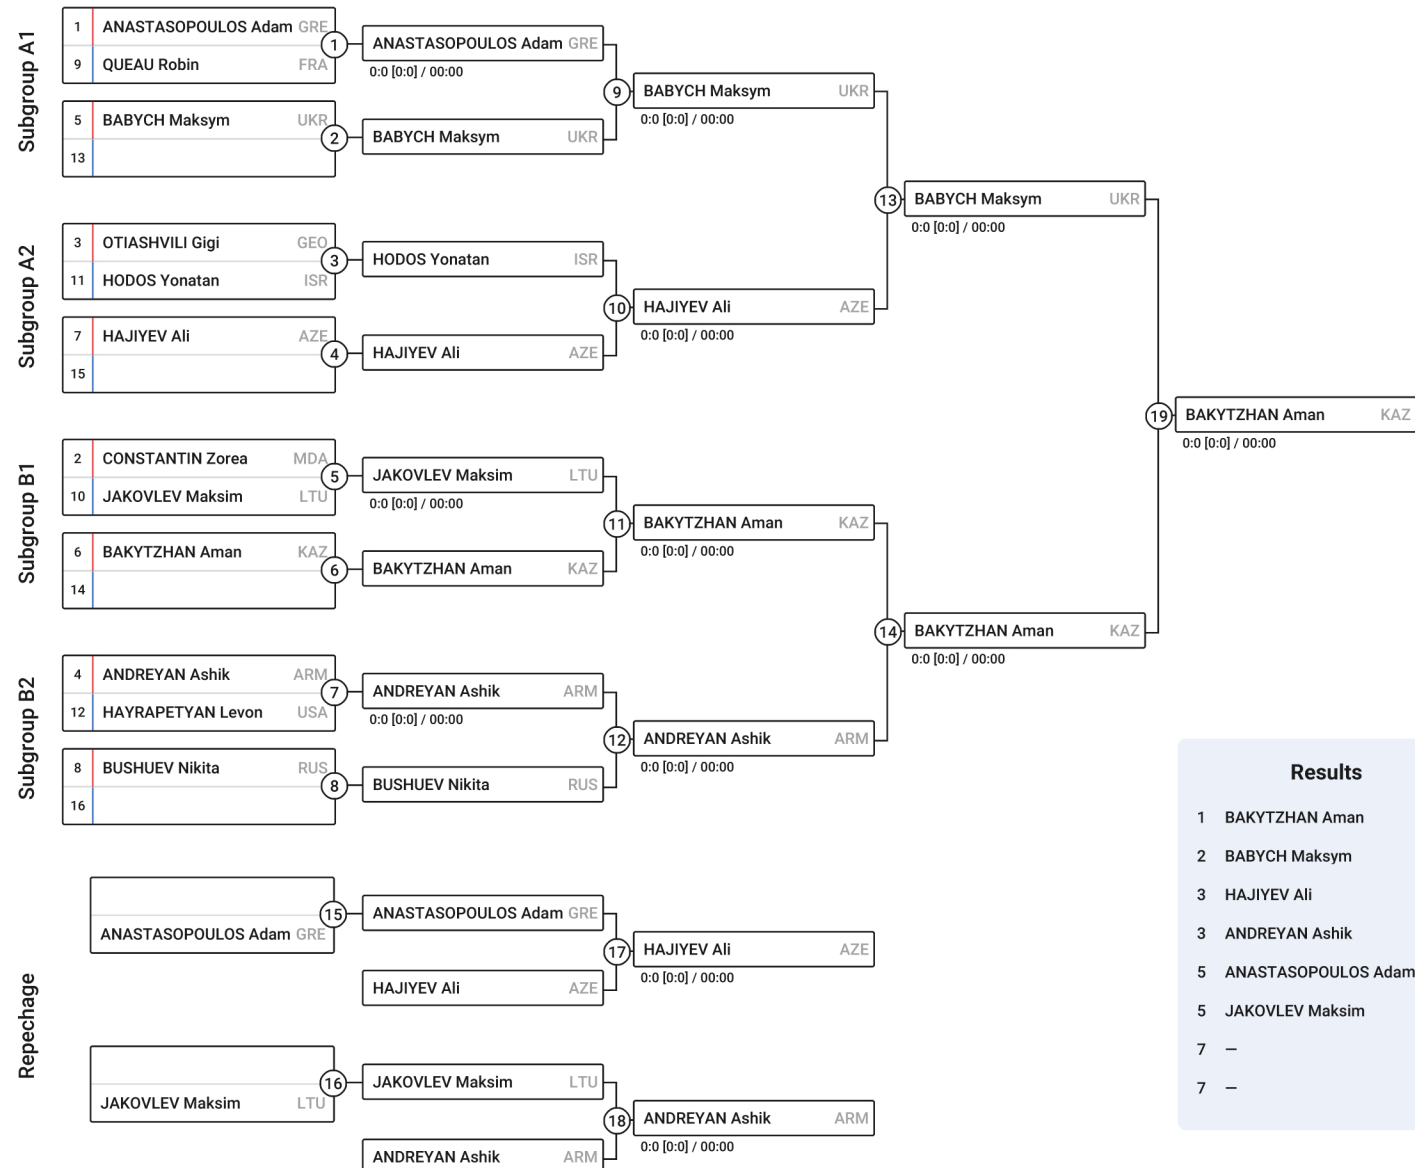 Subgroup A1
1 ANASTASOPOULOS Adam GRE
9 QUEAU Robin FRA
1
5 BABYCH Maksym UKR
13
2
ANASTASOPOULOS Adam GRE
0:0 [0:0] / 00:00
BABYCH Maksym UKR
9
BABYCH Maksym UKR
0:0 [0:0] / 00:00
Subgroup A2
3 OTIASHVILI Gigi GEO
11 HODOS Yonatan ISR
3
7 HAJIYEV Ali AZE
15
4
HODOS Yonatan ISR
HAJIYEV Ali AZE
10
HAJIYEV Ali AZE
0:0 [0:0] / 00:00
13
BABYCH Maksym UKR
0:0 [0:0] / 00:00
Subgroup B1
2 CONSTANTIN Zorea MDA
10 JAKOVLEV Maksim LTU
5
6 BAKYTZHAN Aman KAZ
14
6
JAKOVLEV Maksim LTU
0:0 [0:0] / 00:00
BAKYTZHAN Aman KAZ
11
BAKYTZHAN Aman KAZ
0:0 [0:0] / 00:00
Subgroup B2
4 ANDREYAN Ashik ARM
12 HAYRAPETYAN Levon USA
7
8 BUSHUEV Nikita RUS
16
8
ANDREYAN Ashik ARM
0:0 [0:0] / 00:00
BUSHUEV Nikita RUS
12
ANDREYAN Ashik ARM
0:0 [0:0] / 00:00
14
BAKYTZHAN Aman KAZ
0:0 [0:0] / 00:00
19
BAKYTZHAN Aman KAZ
0:0 [0:0] / 00:00
Repechage
ANASTASOPOULOS Adam GRE
15
ANASTASOPOULOS Adam GRE
HAJIYEV Ali AZE
17
HAJIYEV Ali AZE
0:0 [0:0] / 00:00
JAKOVLEV Maksim LTU
16
JAKOVLEV Maksim LTU
ANDREYAN Ashik ARM
18
ANDREYAN Ashik ARM
0:0 [0:0] / 00:00
Results
1 BAKYTZHAN Aman
2 BABYCH Maksym
3 HAJIYEV Ali
3 ANDREYAN Ashik
5 ANASTASOPOULOS Adam
5 JAKOVLEV Maksim
7 —
7 —